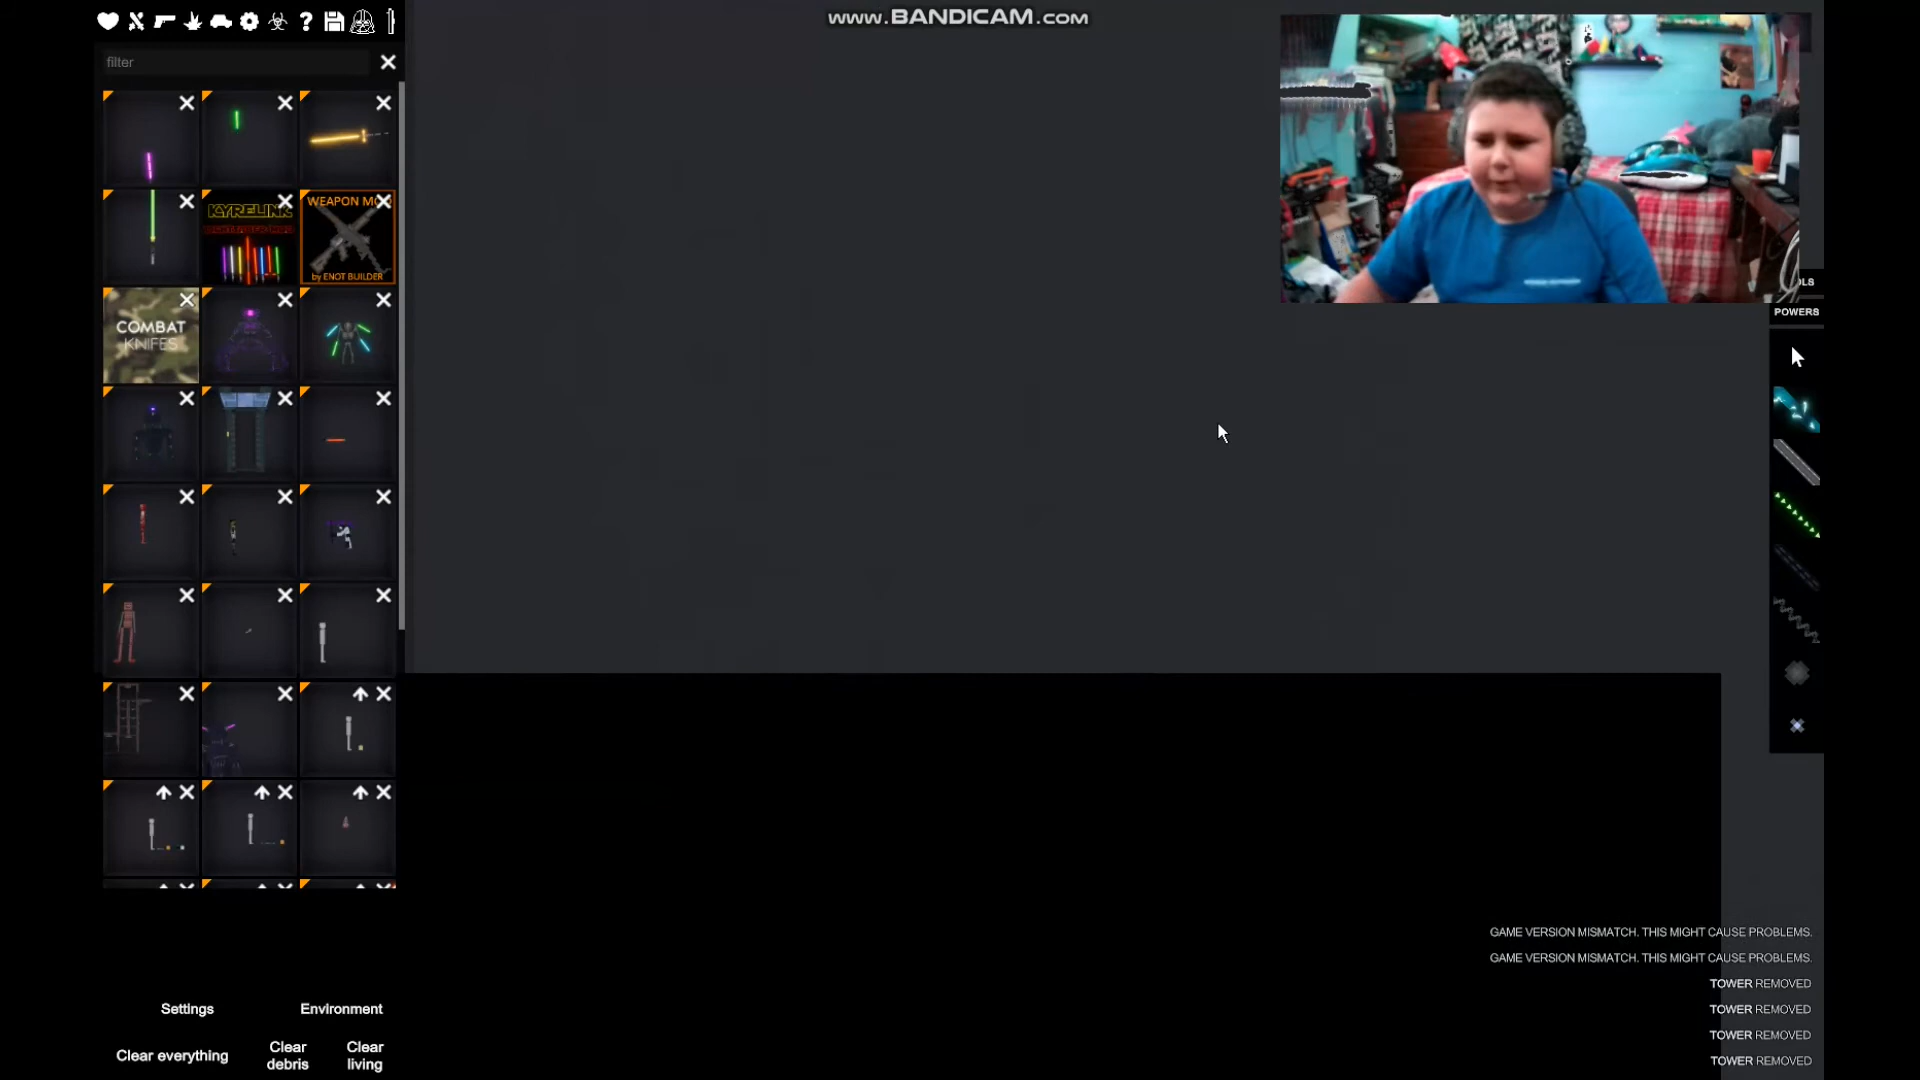 www.BANDICAM.com
filter
KYRELINK
WEAPON MO
by ENOT BUILDER
COMBAT
KNIFES
OLS
POWERS
GAME VERSION MISMATCH. THIS MIGHT CAUSE PROBLEMS.
GAME VERSION MISMATCH. THIS MIGHT CAUSE PROBLEMS.
TOWER REMOVED
TOWER REMOVED
TOWER REMOVED
TOWER REMOVED
Settings
Environment
Clear everything
Clear
debris
Clear
living